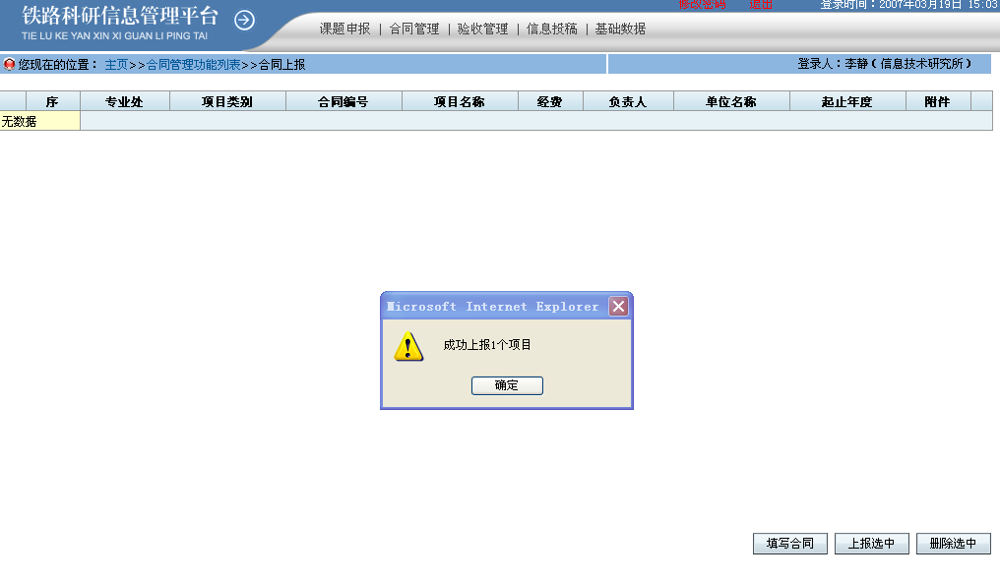 修改密码 退出 登录时间：2007年03月19日 15:03
铁路科研信息管理平台
TIE LU KE YAN XIN XI GUAN LI PING TAI
课题申报 | 合同管理 | 验收管理 | 信息投稿 | 基础数据
您现在的位置： 主页>>合同管理功能列表>>合同上报
登录人：李静（信息技术研究所）
序 专业处 项目类别 合同编号 项目名称 经费 负责人 单位名称 起止年度 附件
无数据
Microsoft Internet Explorer
成功上报1个项目
确定
填写合同 上报选中 删除选中